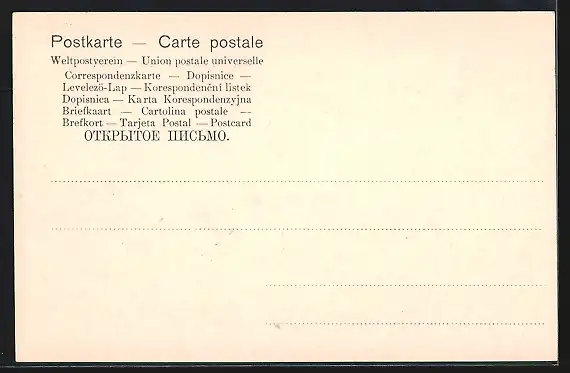 Postkarte — Carte postale
Weltpostverein — Union postale universelle
Correspondenzkarte — Dopisnice —
Levelezö-Lap — Korespondenční lístek
Dopisnica — Karta Korespondenzyjna
Briefkaart — Cartolina postale —
Brefkort — Tarjeta Postal — Postcard
ОТКРЫТОЕ ПИСЬМО.